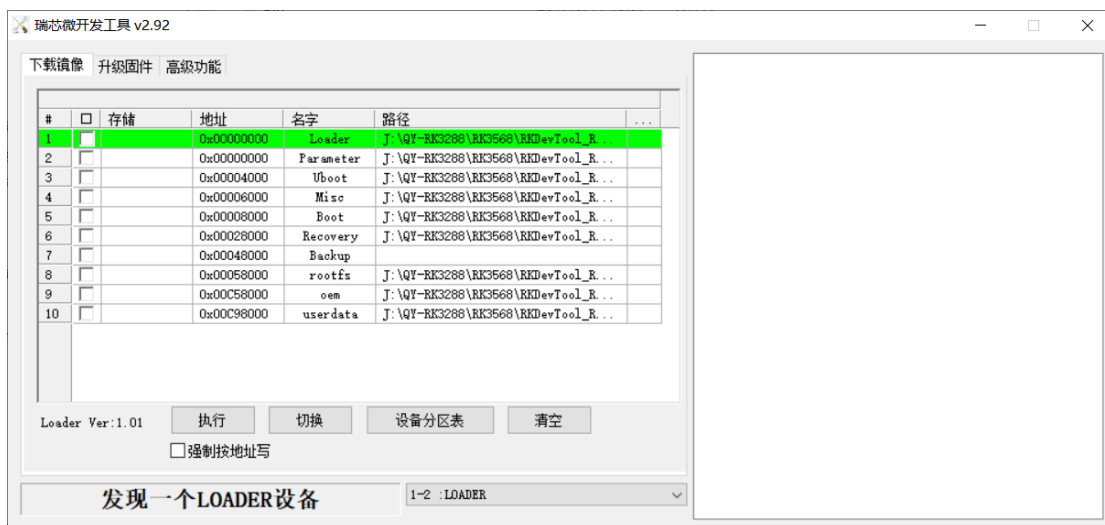 瑞芯微开发工具 v2.92
下载镜像 升级固件 高级功能
# 存储 地址 名字 路径 ...
1 0x00000000 Loader J:\QY-RK3288\RK3568\RKDevTool_R...
2 0x00000000 Parameter J:\QY-RK3288\RK3568\RKDevTool_R...
3 0x00004000 Uboot J:\QY-RK3288\RK3568\RKDevTool_R...
4 0x00006000 Misc J:\QY-RK3288\RK3568\RKDevTool_R...
5 0x00008000 Boot J:\QY-RK3288\RK3568\RKDevTool_R...
6 0x00028000 Recovery J:\QY-RK3288\RK3568\RKDevTool_R...
7 0x00048000 Backup
8 0x00058000 rootfs J:\QY-RK3288\RK3568\RKDevTool_R...
9 0x00C58000 oem J:\QY-RK3288\RK3568\RKDevTool_R...
10 0x00C98000 userdata J:\QY-RK3288\RK3568\RKDevTool_R...
Loader Ver:1.01 执行 切换 设备分区表 清空
强制按地址写
发现一个LOADER设备 1-2 :LOADER